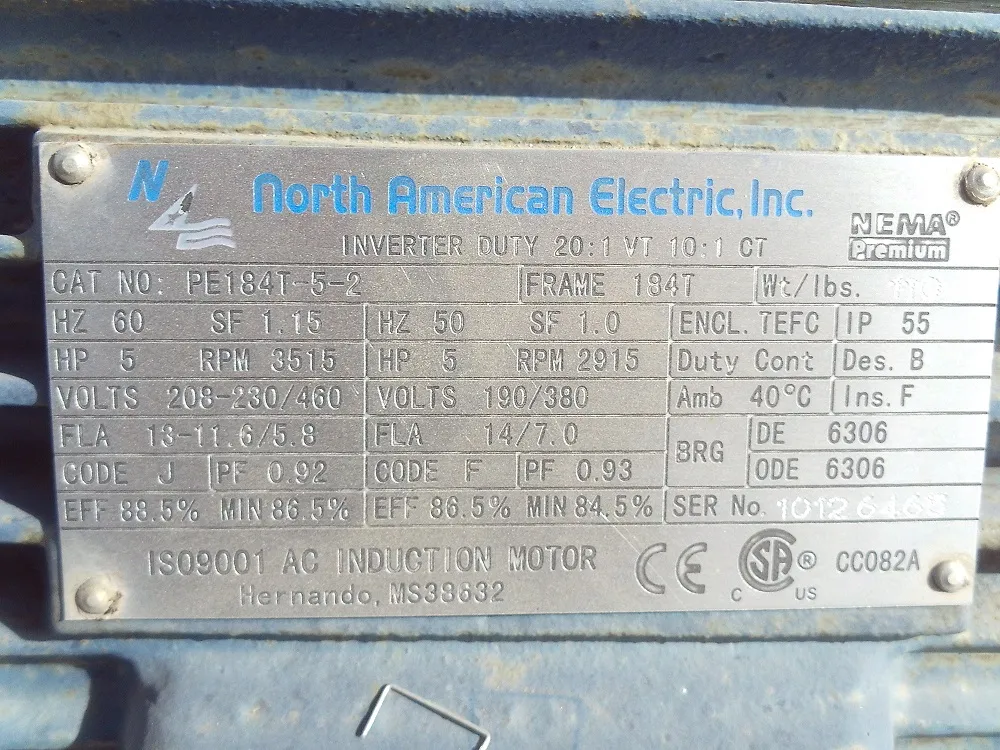 North American Electric, Inc.
NEMA® Premium
INVERTER DUTY 20:1 VT 10:1 CT
CAT NO: PE184T-5-2 FRAME 184T Wt/lbs. 110
HZ 60 SF 1.15 HZ 50 SF 1.0 ENCL. TEFC IP 55
HP 5 RPM 3515 HP 5 RPM 2915 Duty Cont Des. B
VOLTS 208-230/460 VOLTS 190/380 Amb 40°C Ins. F
FLA 13-11.6/5.8 FLA 14/7.0 BRG DE 6306
CODE J PF 0.92 CODE F PF 0.93 ODE 6306
EFF 88.5% MIN 86.5% EFF 86.5% MIN 84.5% SER No.
ISO9001 AC INDUCTION MOTOR CE C SA® US CC082A
Hernando, MS38632